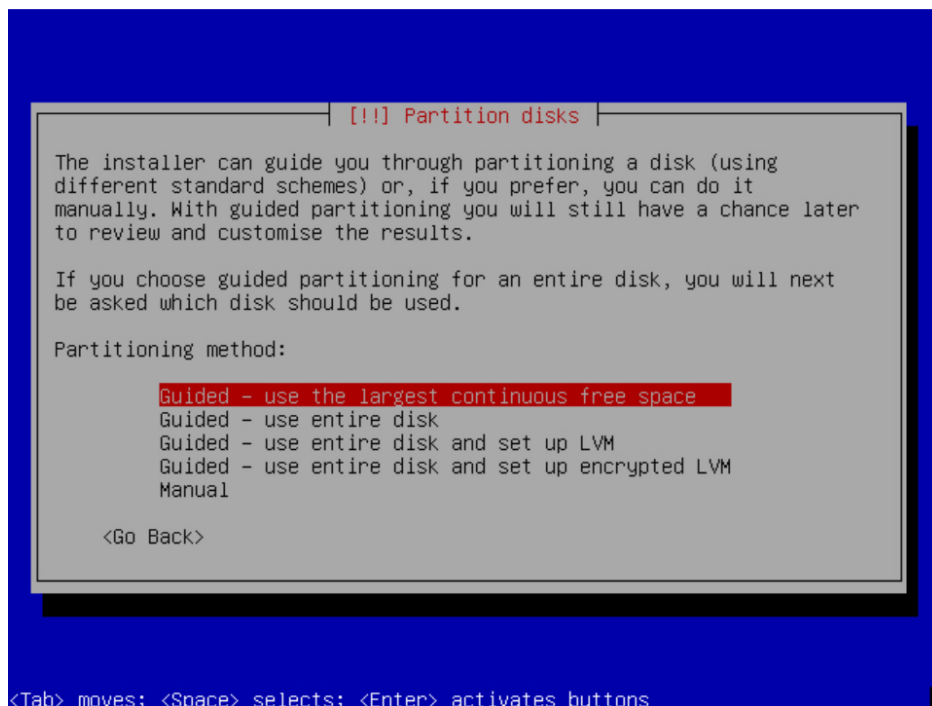 [!!] Partition disks
The installer can guide you through partitioning a disk (using
different standard schemes) or, if you prefer, you can do it
manually. With guided partitioning you will still have a chance later
to review and customise the results.
If you choose guided partitioning for an entire disk, you will next
be asked which disk should be used.
Partitioning method:
Guided – use the largest continuous free space
Guided – use entire disk
Guided – use entire disk and set up LVM
Guided – use entire disk and set up encrypted LVM
Manual
<Go Back>
<Tab> moves; <Space> selects; <Enter> activates buttons